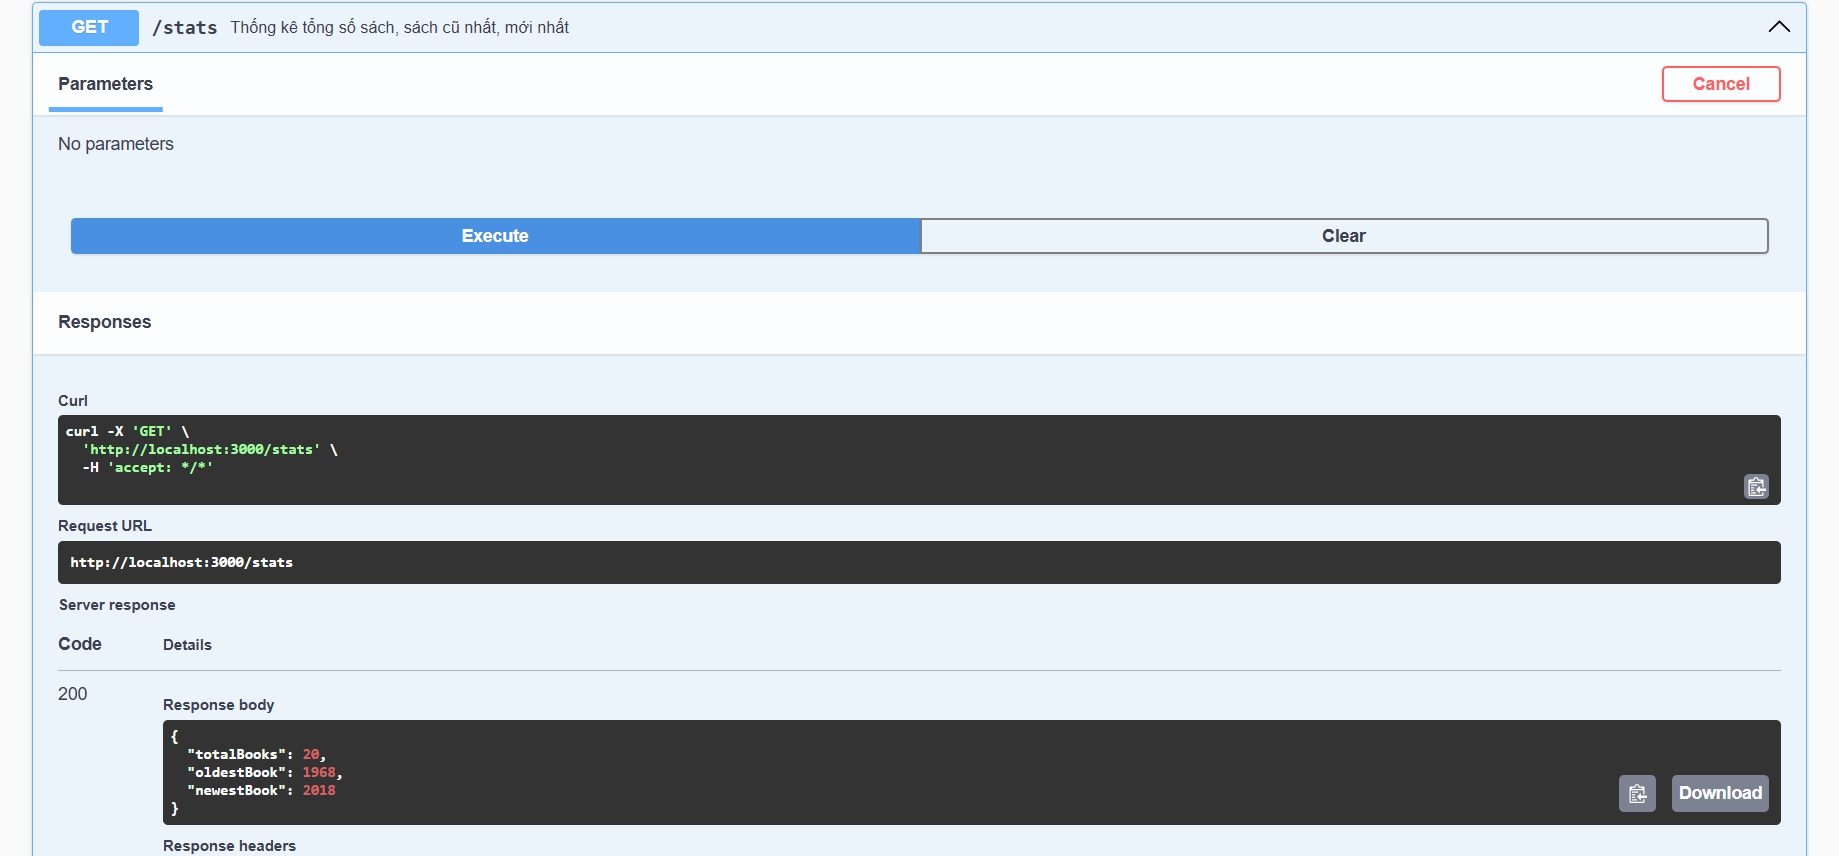 GET /stats Thống kê tổng số sách, sách cũ nhất, mới nhất
Parameters
Cancel
No parameters
Execute
Clear
Responses
Curl
curl -X 'GET' \
  'http://localhost:3000/stats' \
  -H 'accept: */*'
Request URL
http://localhost:3000/stats
Server response
Code Details
200
Response body
{
  "totalBooks": 20,
  "oldestBook": 1968,
  "newestBook": 2018
}
Download
Response headers